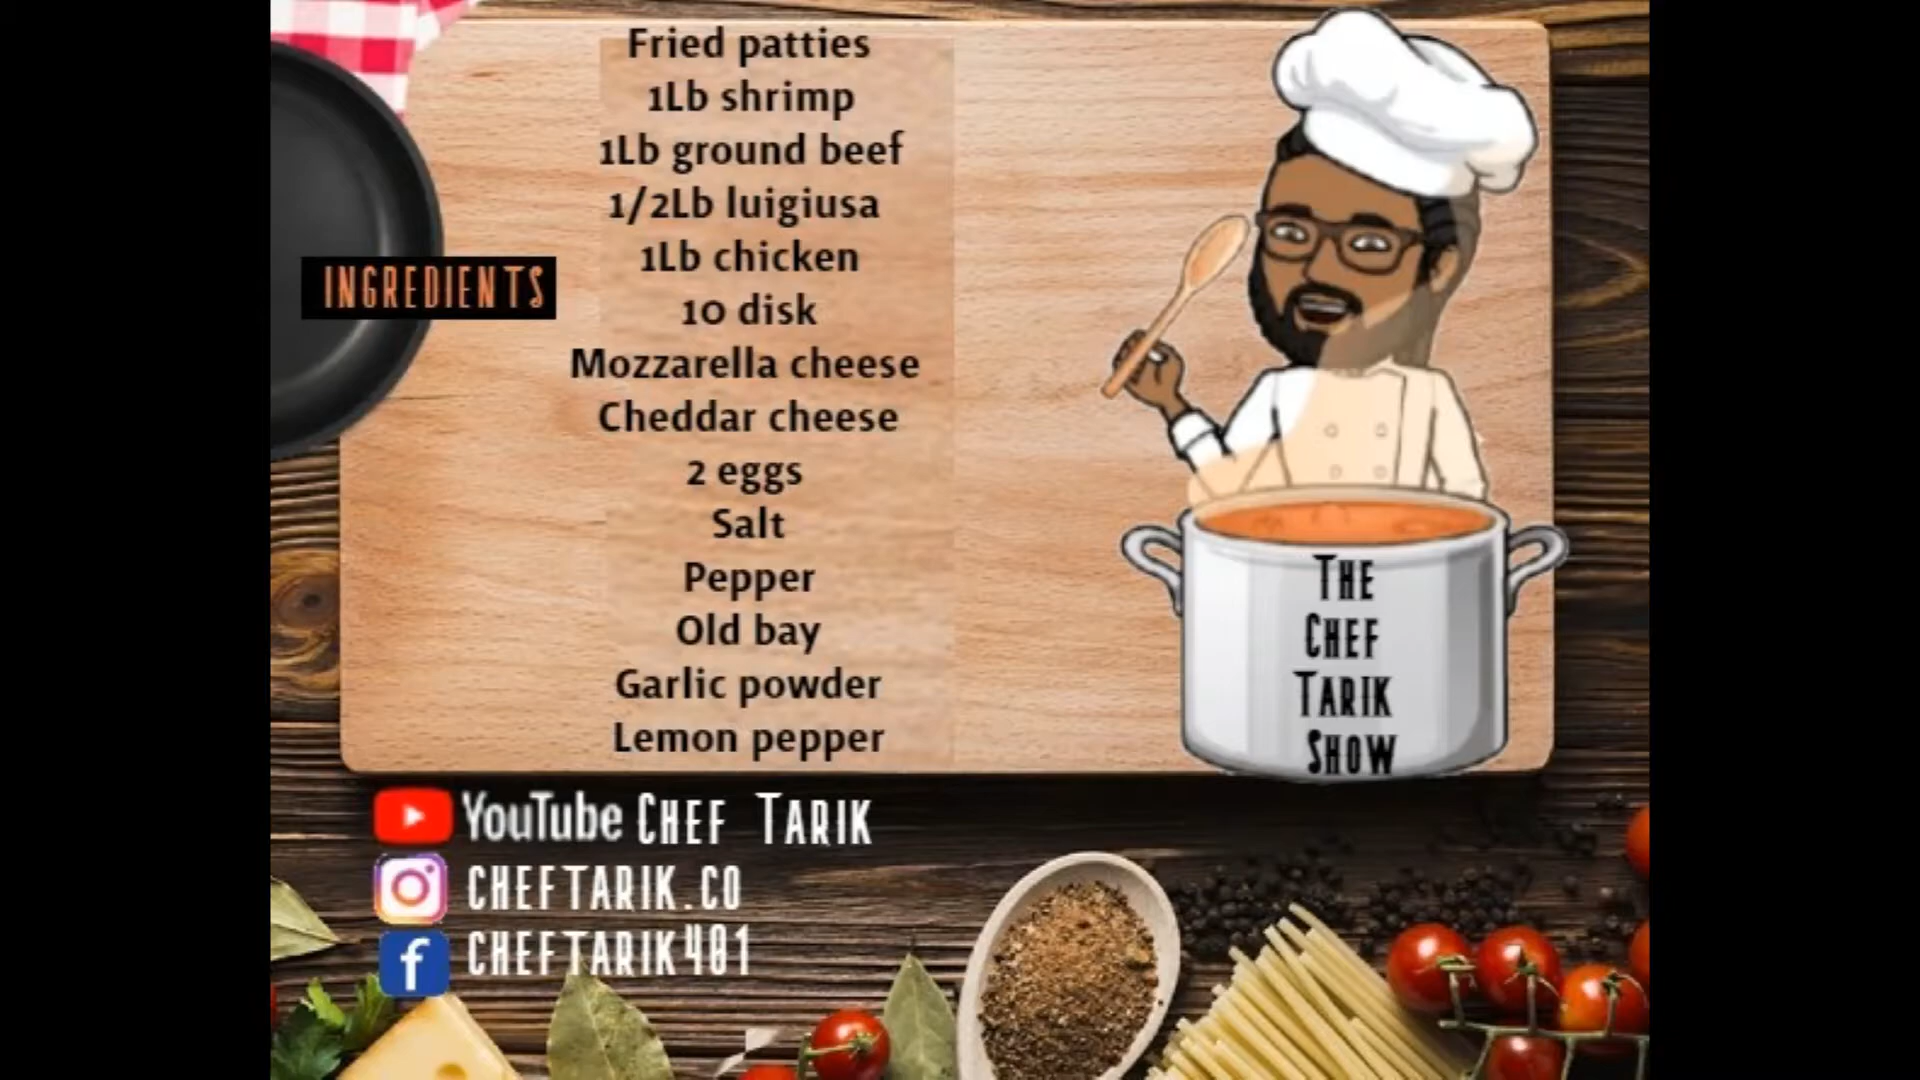 Fried patties
1Lb shrimp
1Lb ground beef
1/2Lb luigiusa
1Lb chicken
10 disk
Mozzarella cheese
Cheddar cheese
2 eggs
Salt
Pepper
Old bay
Garlic powder
Lemon pepper
INGREDIENTS
THE
CHEF
TARIK
SHOW
YouTube CHEF TARIK
CHEFTARIK.CO
f CHEFTARIK401